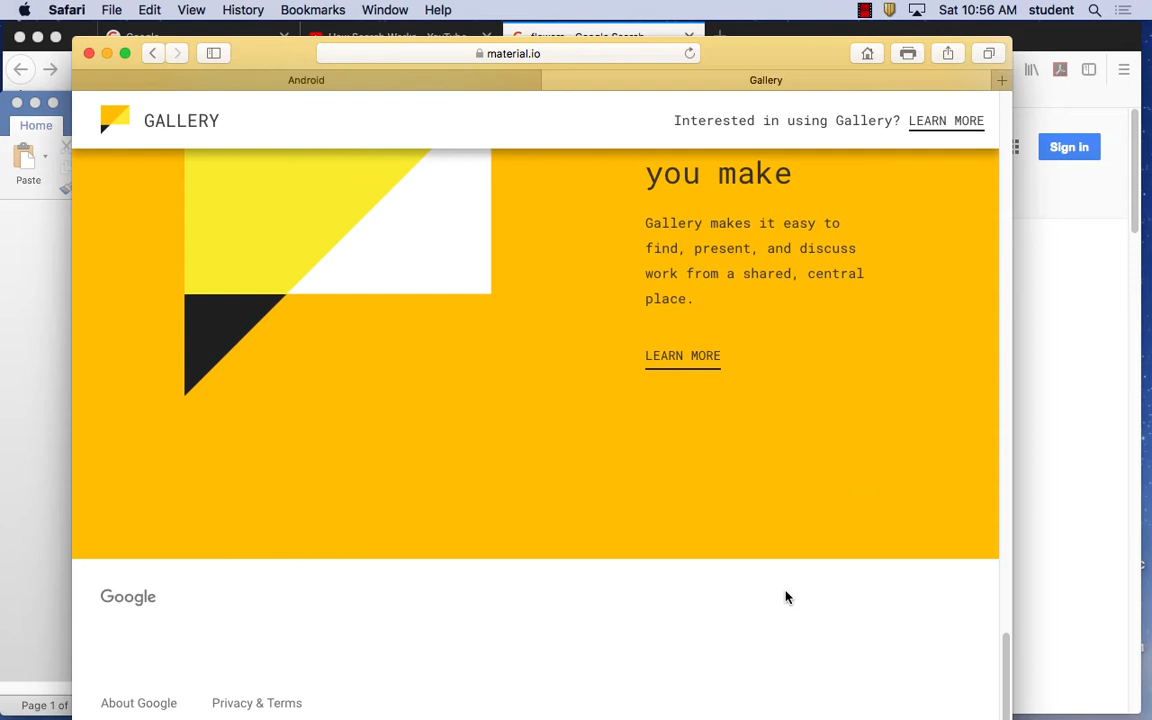 Safari File Edit View History Bookmarks Window Help Sat 10:56 AM student
material.io
Android Gallery
GALLERY Interested in using Gallery? LEARN MORE
Home
Paste
Sign in
you make
Gallery makes it easy to
find, present, and discuss
work from a shared, central
place.
LEARN MORE
Google
About Google Privacy & Terms
Page 1 of